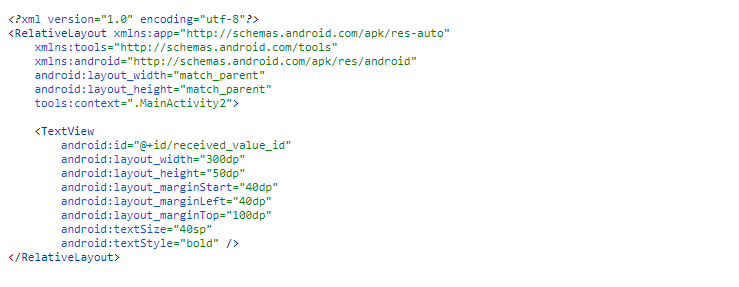 <?xml version="1.0" encoding="utf-8"?>
<RelativeLayout xmlns:app="http://schemas.android.com/apk/res-auto"
    xmlns:tools="http://schemas.android.com/tools"
    xmlns:android="http://schemas.android.com/apk/res/android"
    android:layout_width="match_parent"
    android:layout_height="match_parent"
    tools:context=".MainActivity2">

    <TextView
        android:id="@+id/received_value_id"
        android:layout_width="300dp"
        android:layout_height="50dp"
        android:layout_marginStart="40dp"
        android:layout_marginLeft="40dp"
        android:layout_marginTop="100dp"
        android:textSize="40sp"
        android:textStyle="bold" />
</RelativeLayout>